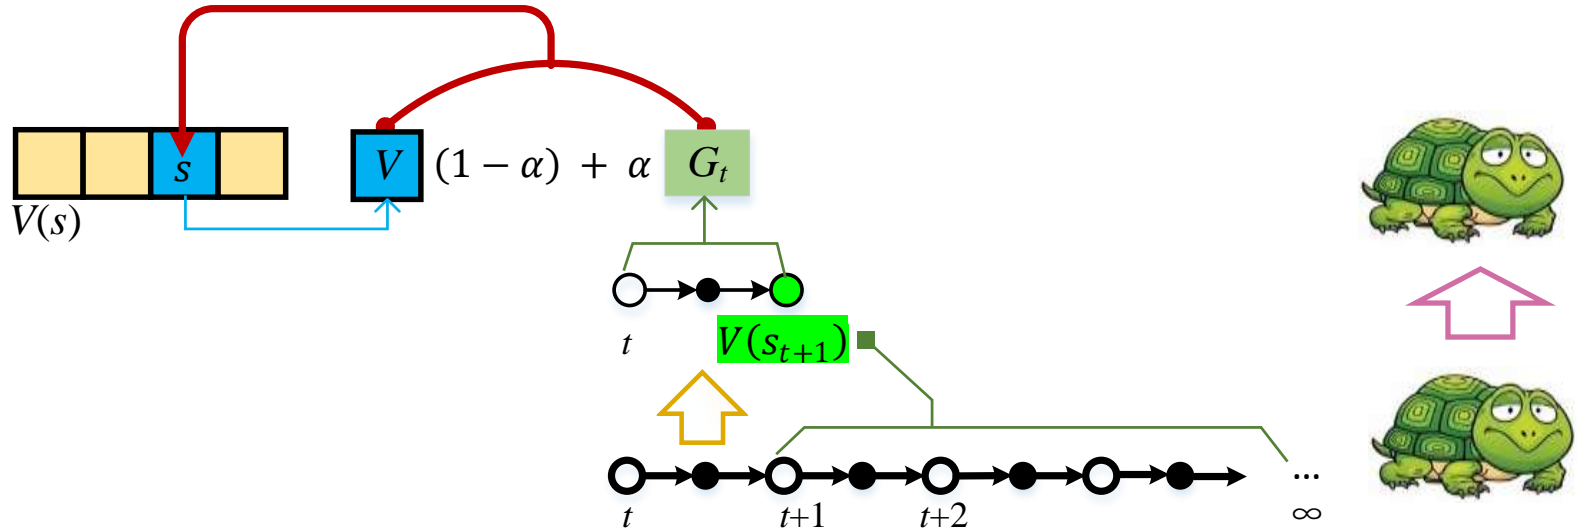 s
V (1 − α) + α G_t
V(s)
t
V(s_{t+1})
...
t t+1 t+2 ∞